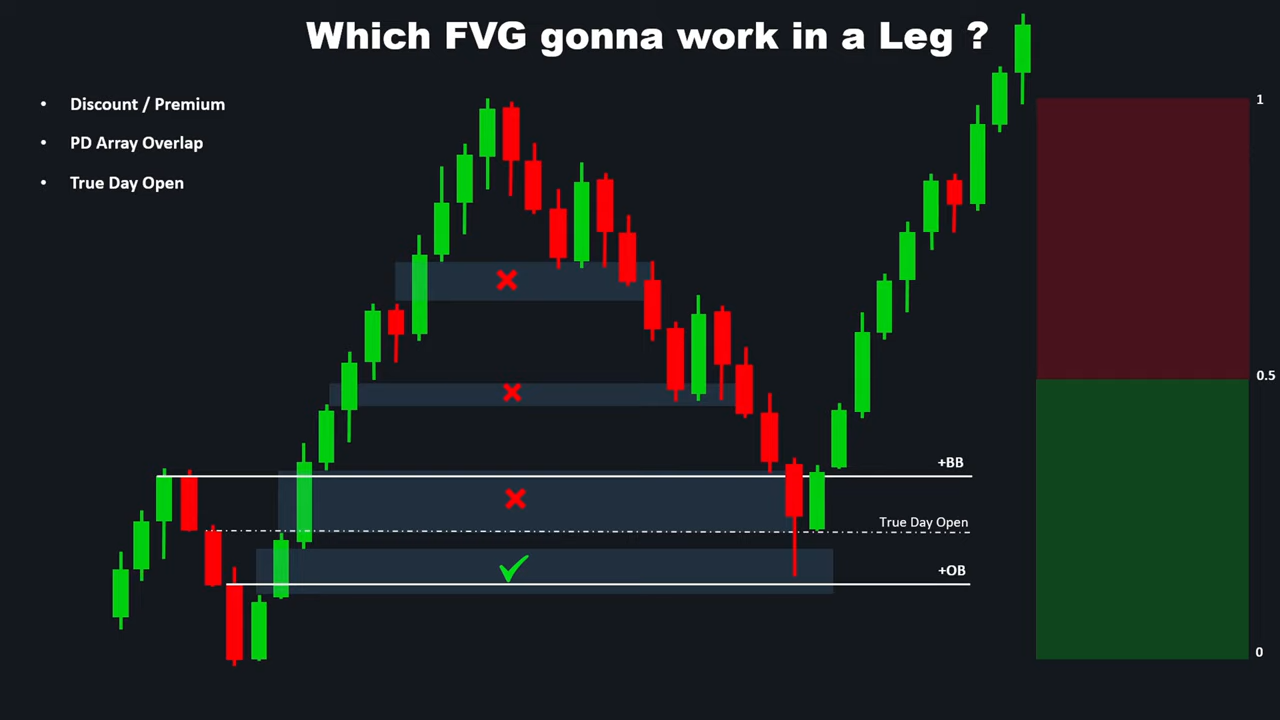 Which FVG gonna work in a Leg ?
• Discount / Premium
• PD Array Overlap
• True Day Open
1
0.5
+BB
True Day Open
+OB
0